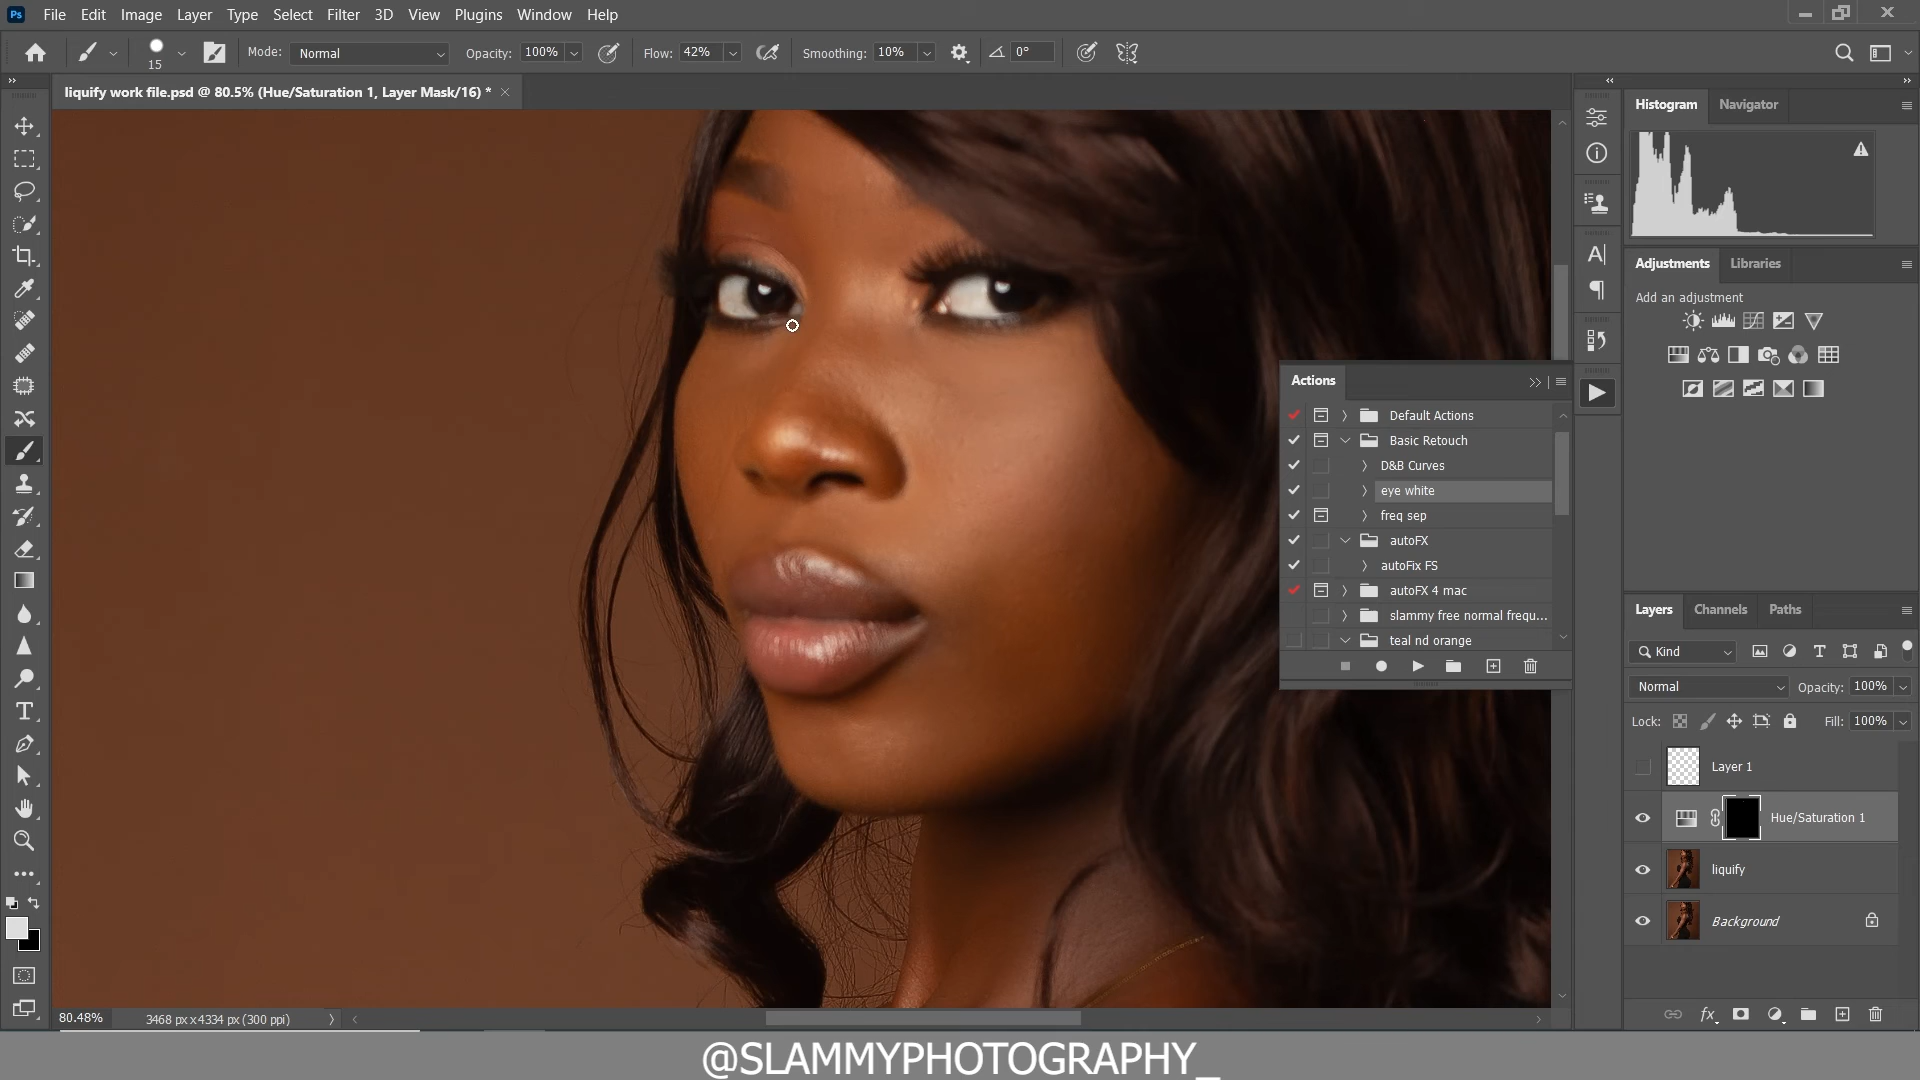 Ps File Edit Image Layer Type Select Filter 3D View Plugins Window Help
15 Mode: Normal Opacity: 100% Flow: 42% Smoothing: 10% 0°
liquify work file.psd @ 80.5% (Hue/Saturation 1, Layer Mask/16) *
Histogram Navigator
Adjustments Libraries
Add an adjustment
Actions
Default Actions
Basic Retouch
D&B Curves
eye white
freq sep
autoFX
autoFix FS
autoFX 4 mac
slammy free normal frequ...
teal nd orange
Layers Channels Paths
Kind
Normal Opacity: 100%
Lock: Fill: 100%
Layer 1
Hue/Saturation 1
liquify
Background
fx
80.48% 3468 px x 4334 px (300 ppi)
@SLAMMYPHOTOGRAPHY_